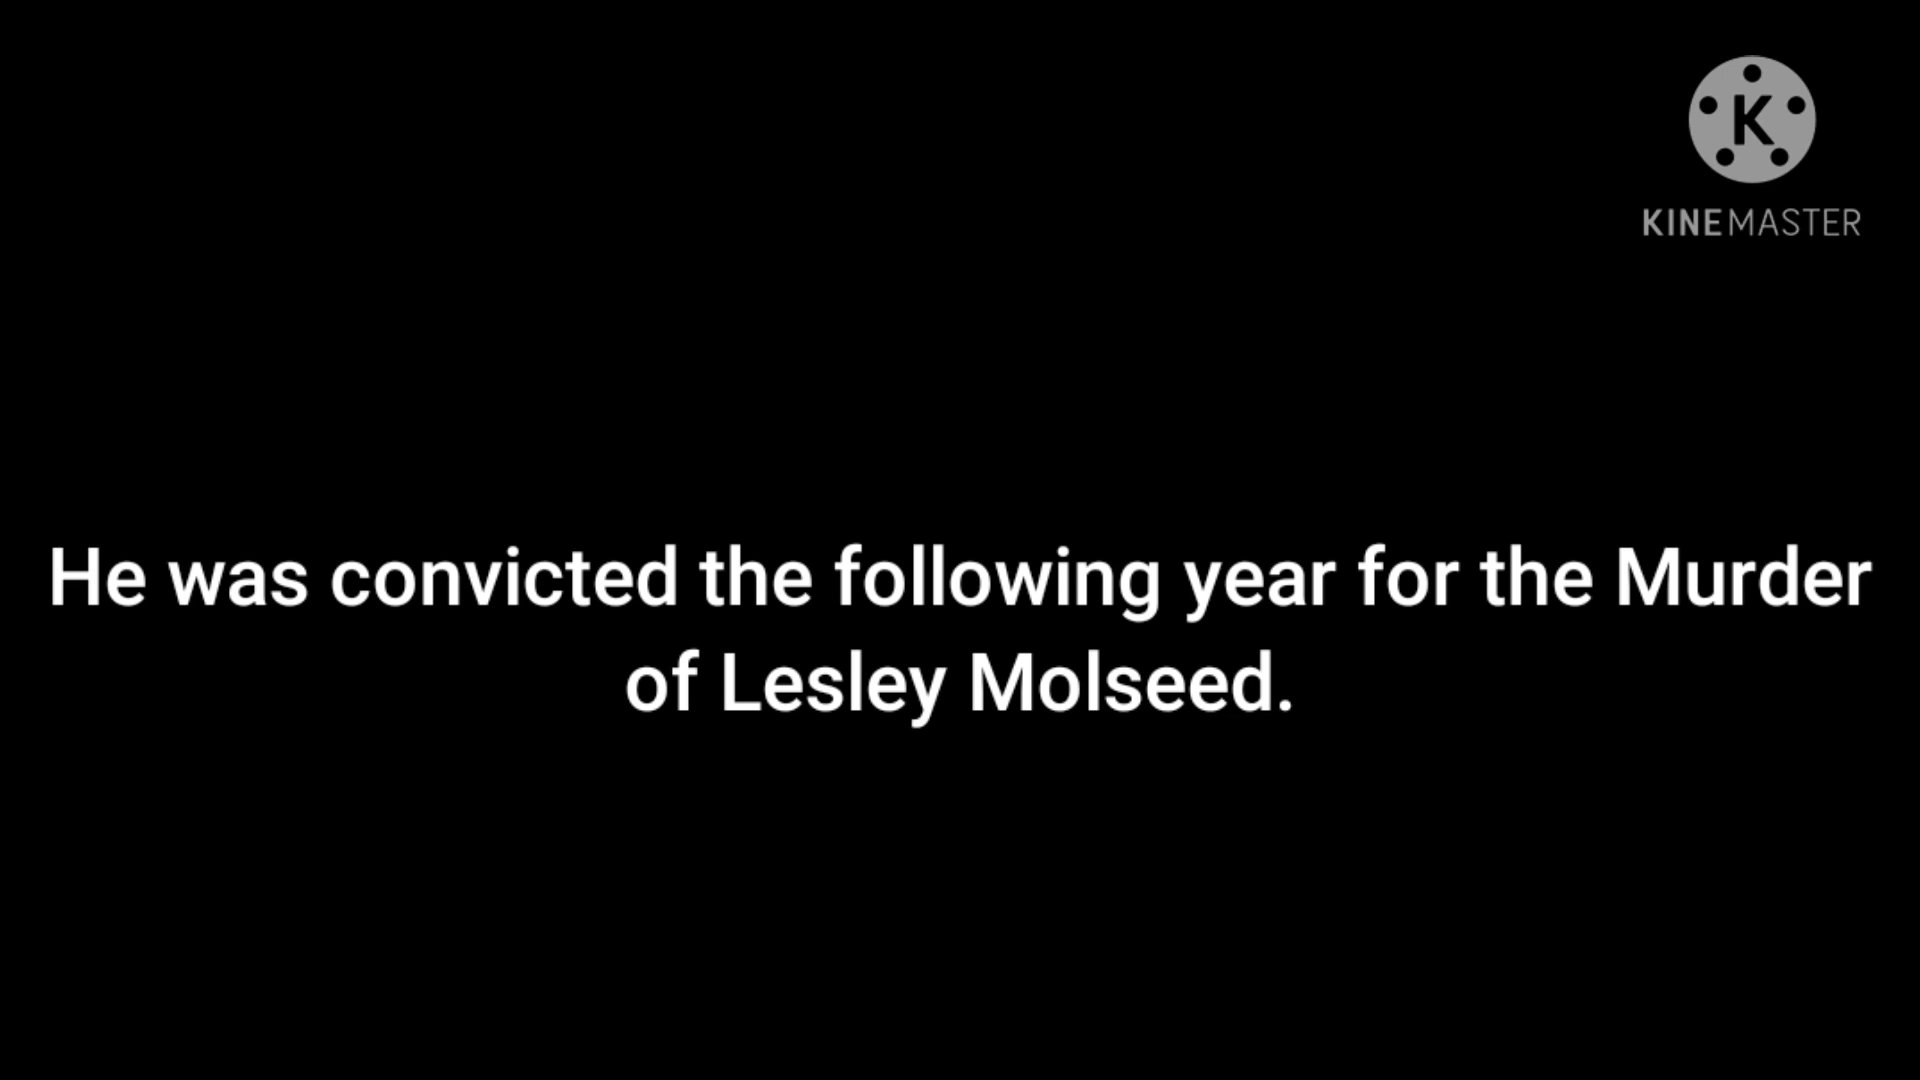 K
KINEMASTER
He was convicted the following year for the Murder
of Lesley Molseed.